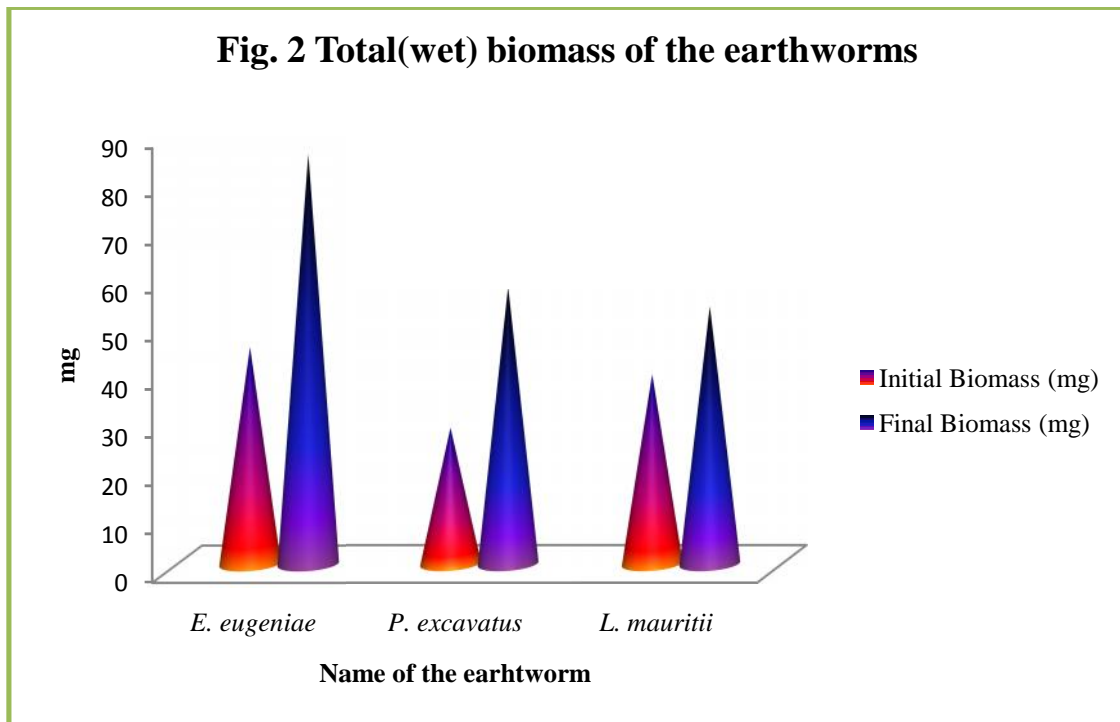 Fig. 2 Total(wet) biomass of the earthworms
90
80
70
60
50
40
30
20
10
0
mg
E. eugeniae P. excavatus L. mauritii
Name of the earhtworm
Initial Biomass (mg)
Final Biomass (mg)